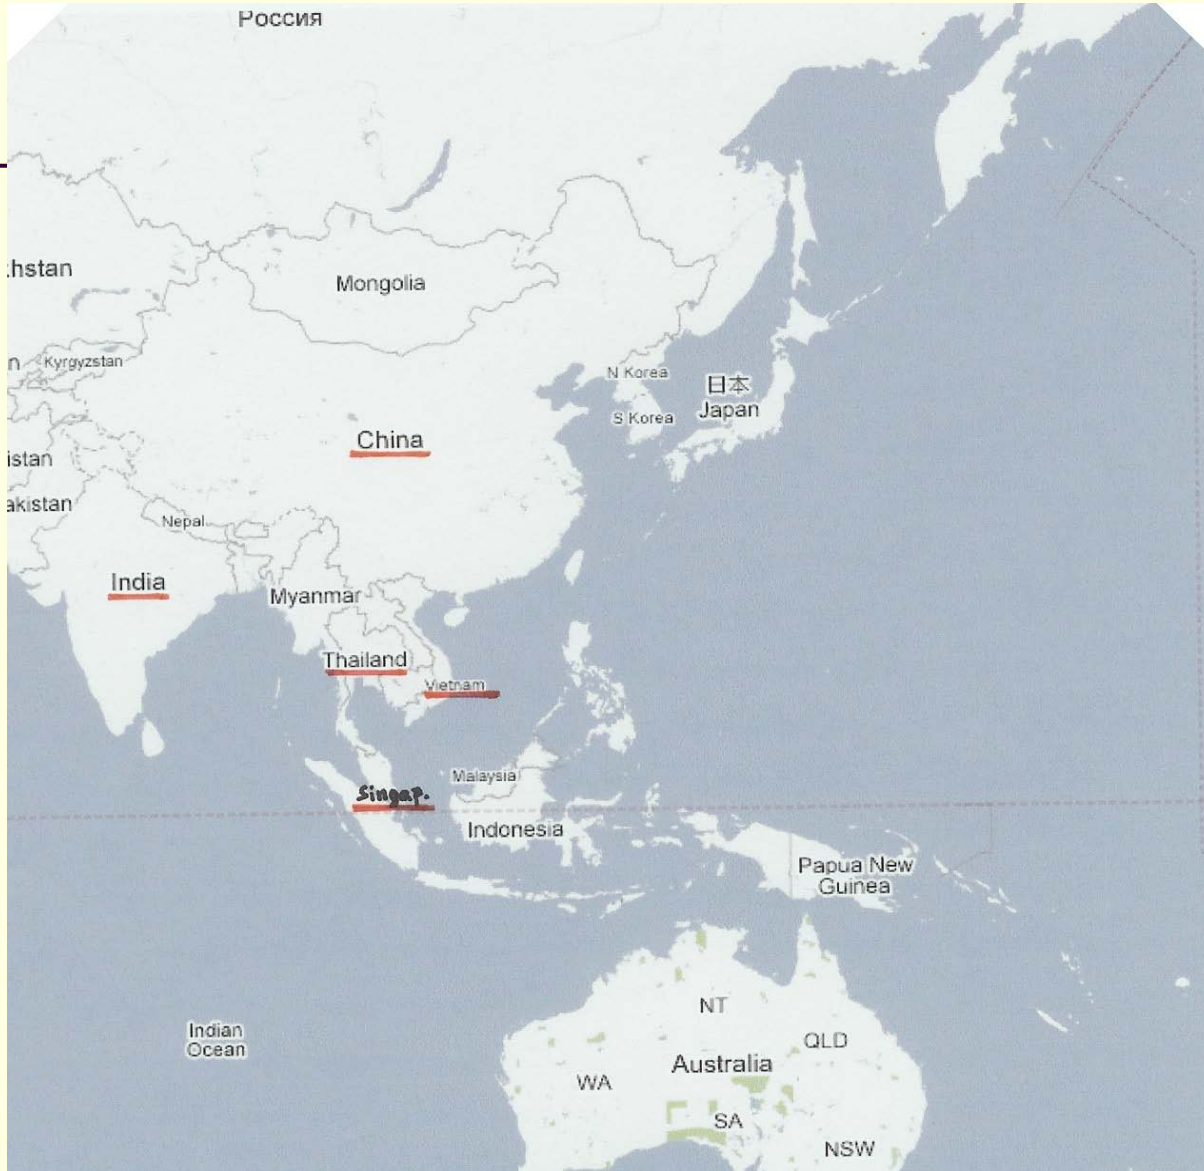 Россия
khstan
Mongolia
n
Kyrgyzstan
N Korea
日本
Japan
S Korea
China
istan
akistan
Nepal
India
Myanmar
Thailand
Vietnam
Malaysia
Singap.
Indonesia
Papua New
Guinea
NT
Indian
Ocean
QLD
Australia
WA
SA
NSW